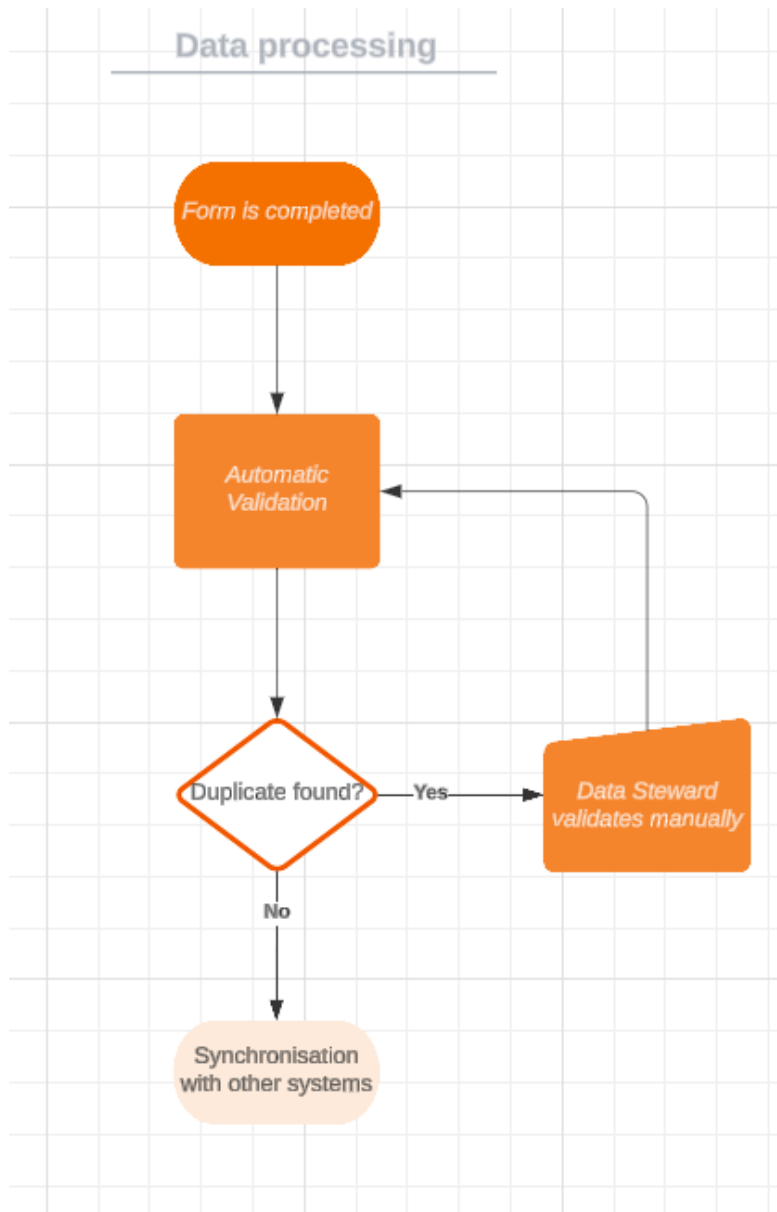 Data processing
Form is completed
Automatic
Validation
Duplicate found?
Yes
Data Steward
validates manually
No
Synchronisation
with other systems